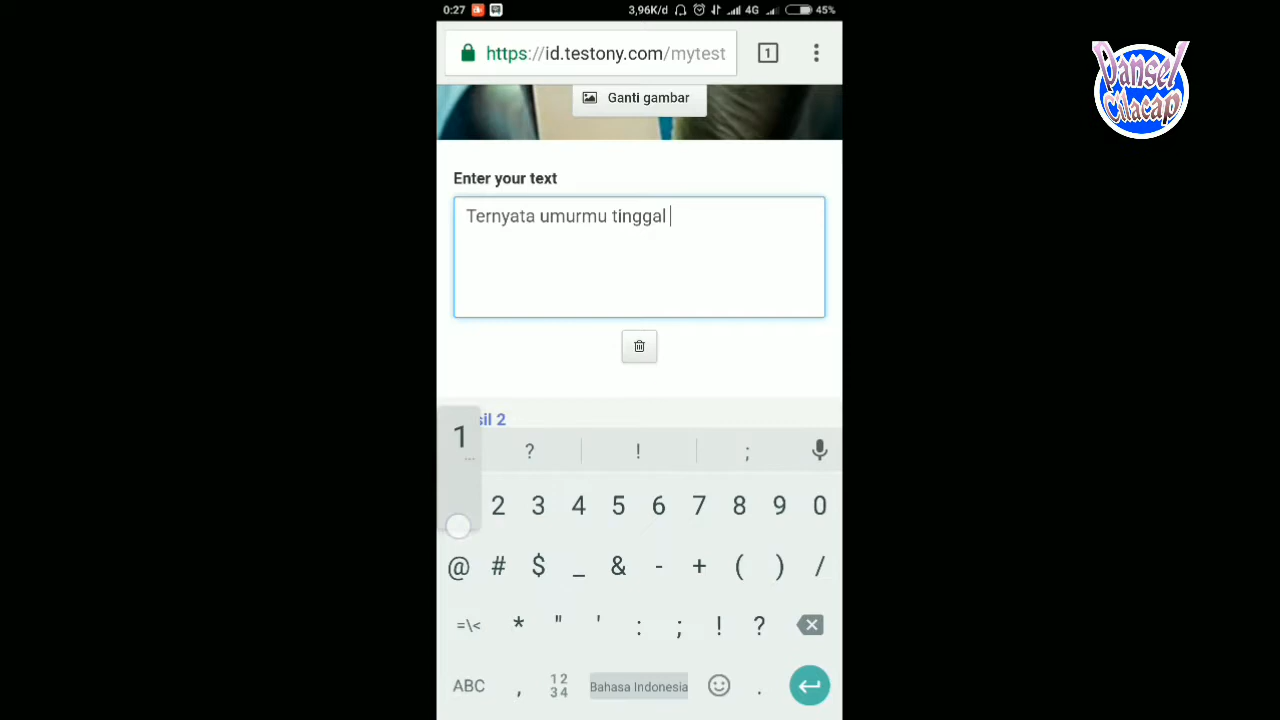 0:27 3,96K/d 4G 45%
https://id.testony.com/mytest 1
Dansel
Cilacap
Ganti gambar
Enter your text
Ternyata umurmu tinggal
sil 2
1 ? ! ;
...
2 3 4 5 6 7 8 9 0
@ # $ _ & - + ( ) /
=\< * " ' : ; ! ?
ABC , 12 34 Bahasa Indonesia .